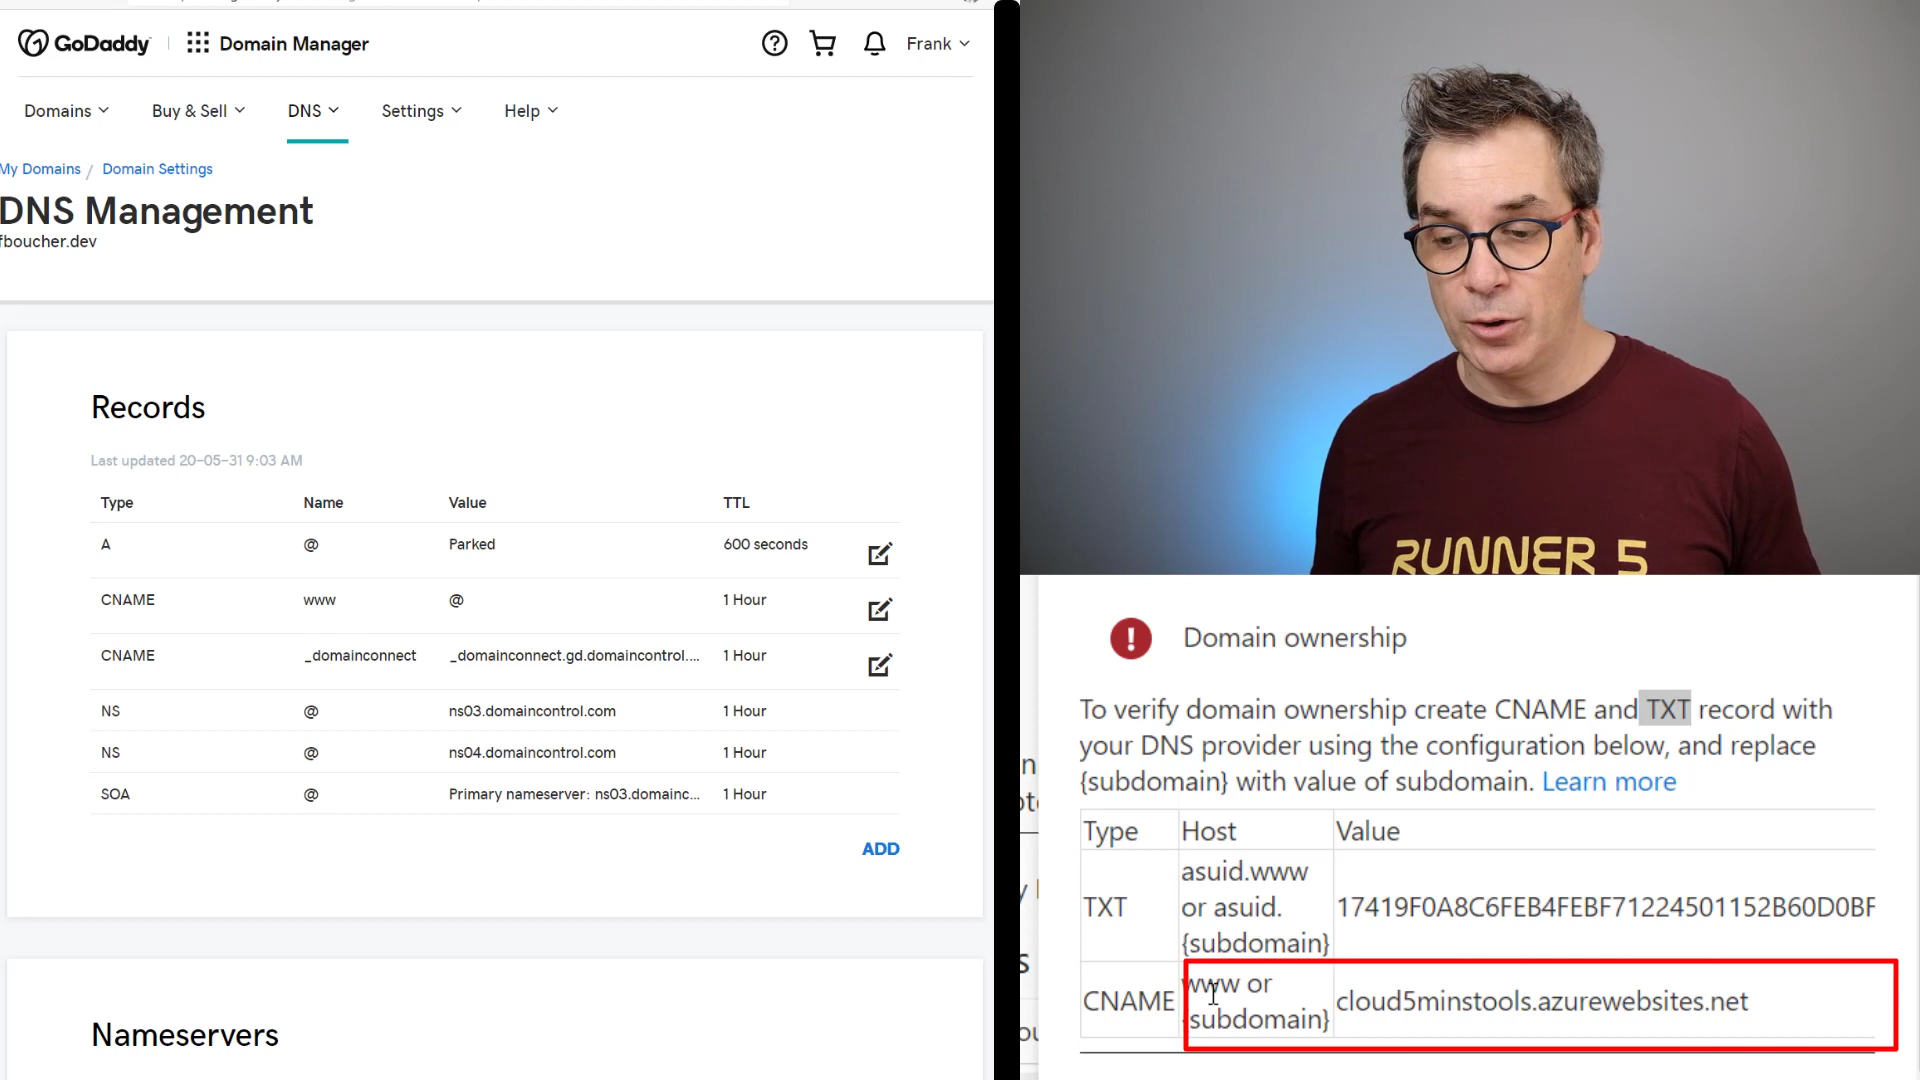 GoDaddy
Domain Manager
Frank
Domains
Buy & Sell
DNS
Settings
Help
My Domains / Domain Settings
DNS Management
fboucher.dev
Records
Last updated 20-05-31 9:03 AM
Type Name Value TTL
A @ Parked 600 seconds
CNAME www @ 1 Hour
CNAME _domainconnect _domainconnect.gd.domaincontrol.... 1 Hour
NS @ ns03.domaincontrol.com 1 Hour
NS @ ns04.domaincontrol.com 1 Hour
SOA @ Primary nameserver: ns03.domainc... 1 Hour
ADD
Nameservers
RUNNER 5
Domain ownership
To verify domain ownership create CNAME and TXT record with
your DNS provider using the configuration below, and replace
{subdomain} with value of subdomain. Learn more
Type Host Value
asuid.www
or asuid.
{subdomain}
TXT 17419F0A8C6FEB4FEBF71224501152B60D0BF
www or
{subdomain}
CNAME cloud5minstools.azurewebsites.net